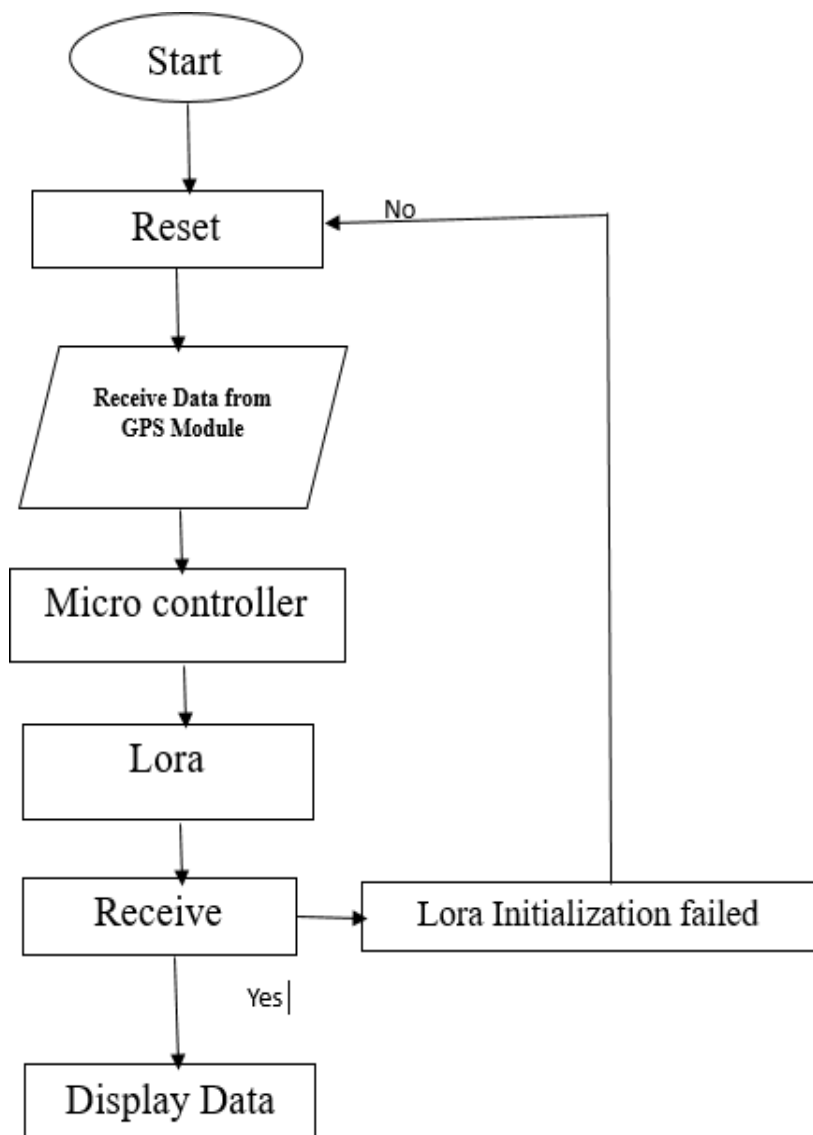 Start
Reset
No
Receive Data from
GPS Module
Micro controller
Lora
Receive
Lora Initialization failed
Yes
Display Data